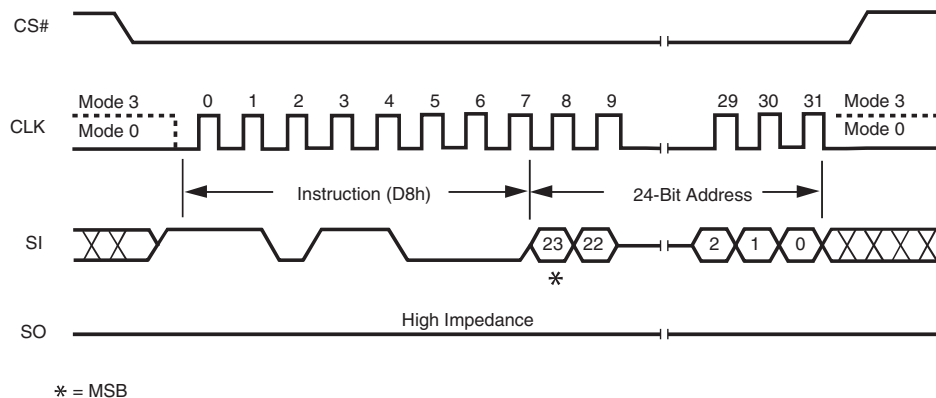 CS#
Mode 3
0 1 2 3 4 5 6 7 8 9 29 30 31
Mode 3
CLK
Mode 0
Mode 0
Instruction (D8h)
24-Bit Address
SI
23 22 2 1 0
*
SO
High Impedance
* = MSB